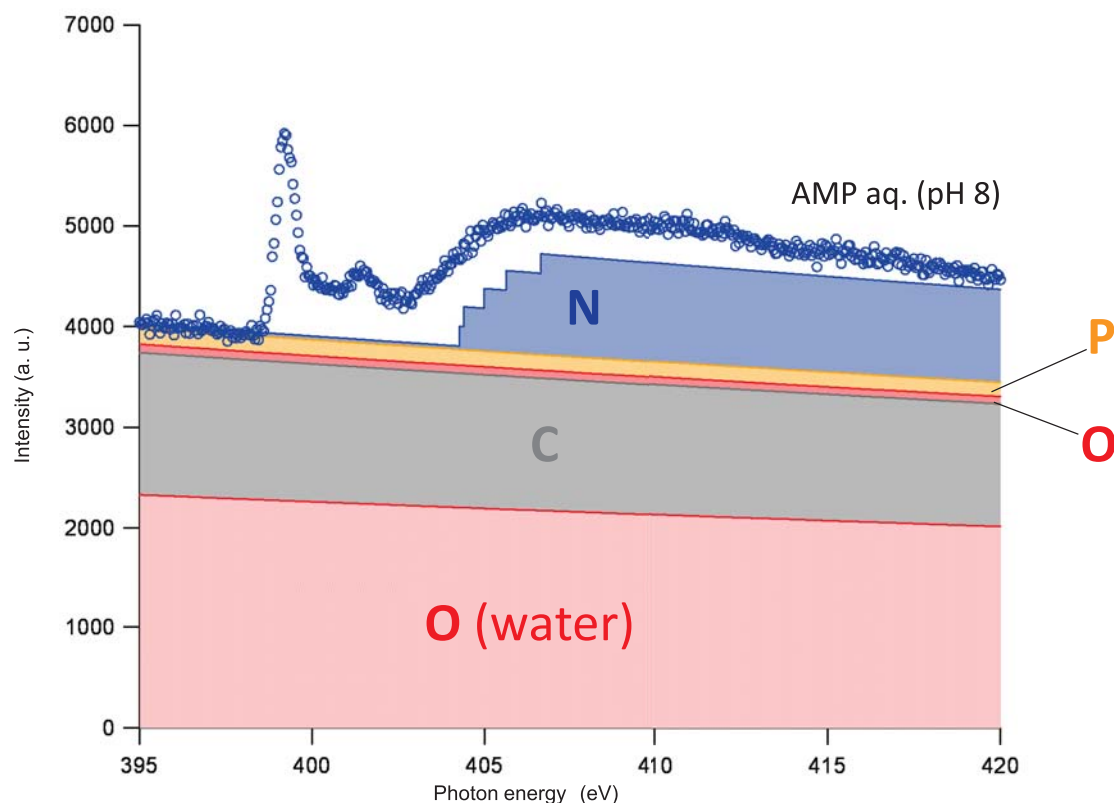 7000
6000
5000
4000
3000
2000
1000
0
Intensity (a. u.)
AMP aq. (pH 8)
N
P
O
C
O (water)
395
400
405
410
415
420
Photon energy (eV)